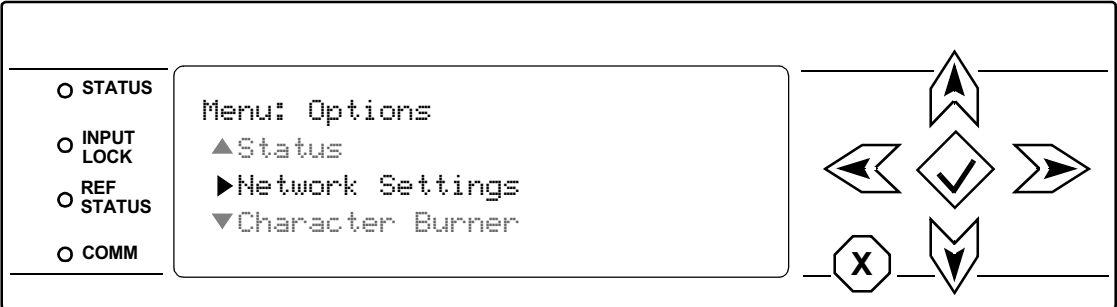 STATUS
INPUT
LOCK
REF
STATUS
COMM
Menu: Options
▲Status
▶Network Settings
▼Character Burner
X